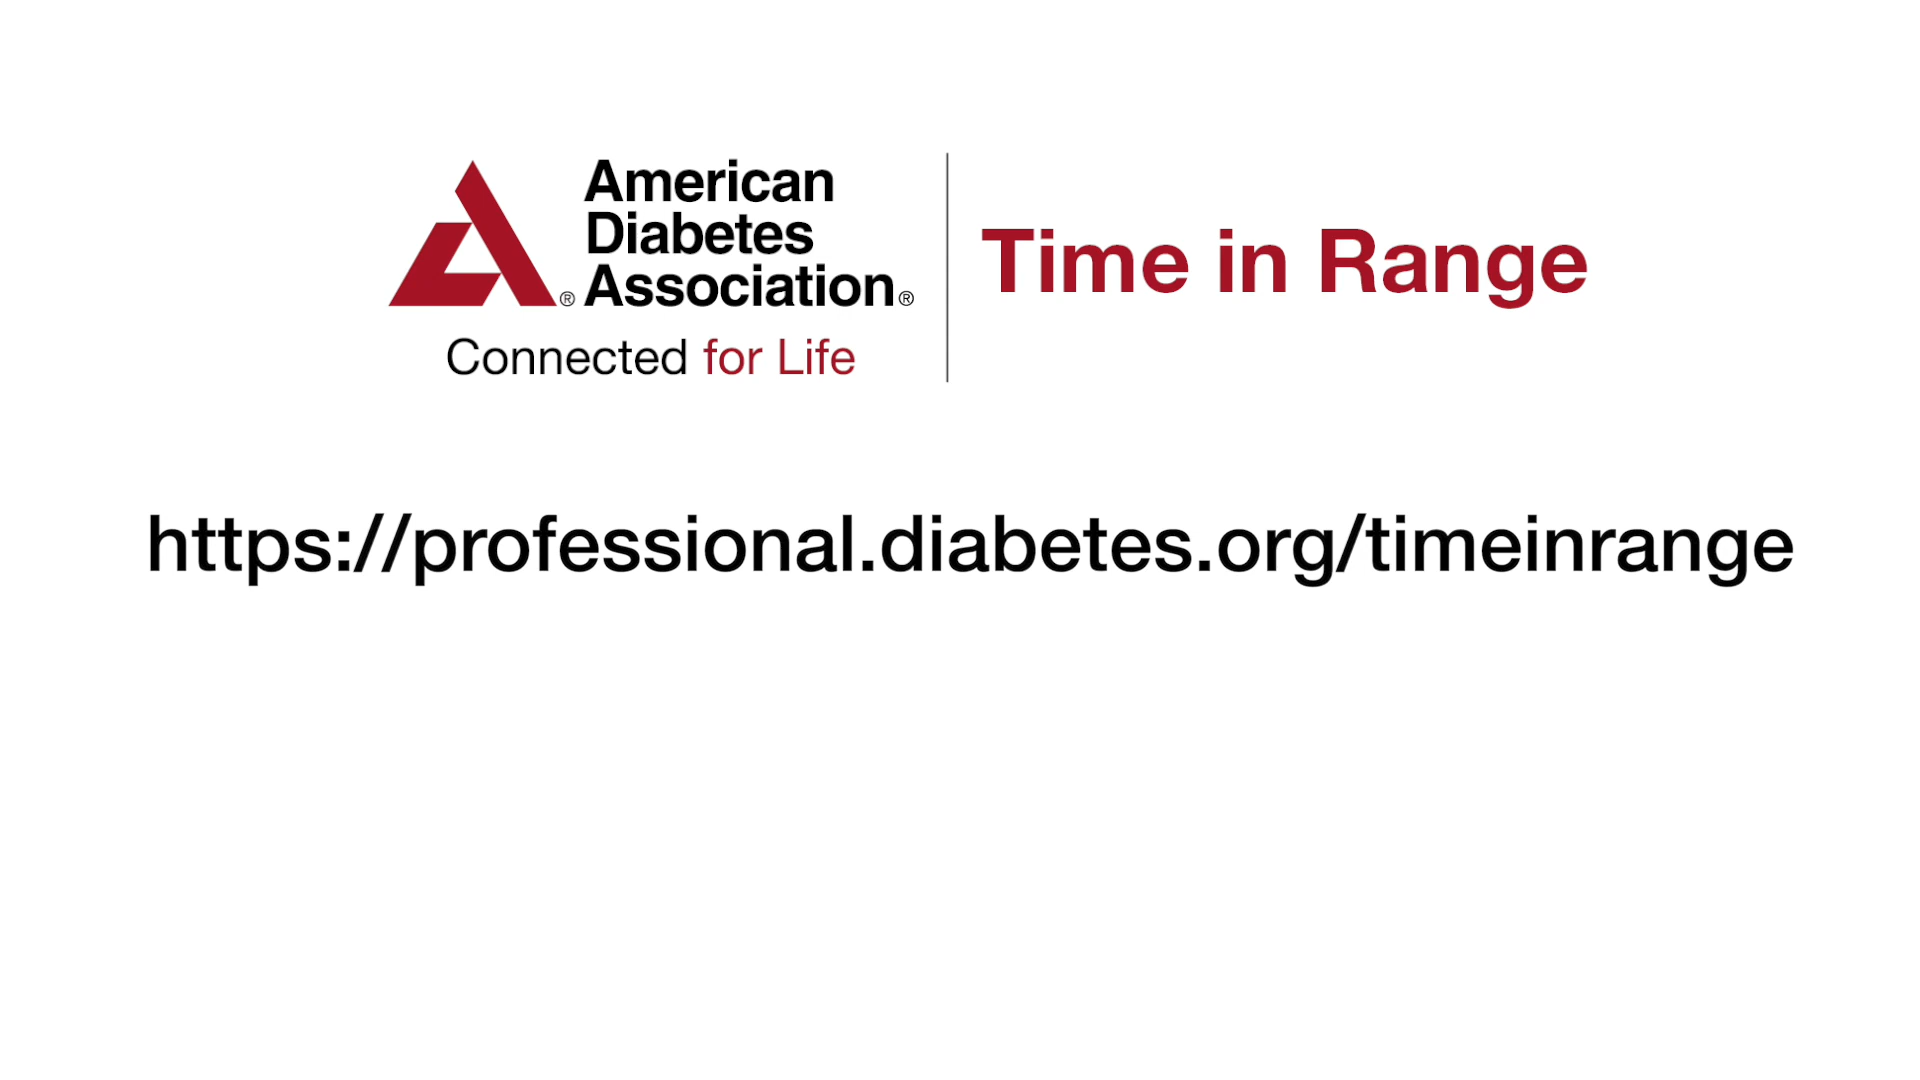 American
Diabetes
Association®
®
Connected for Life
Time in Range
https://professional.diabetes.org/timeinrange